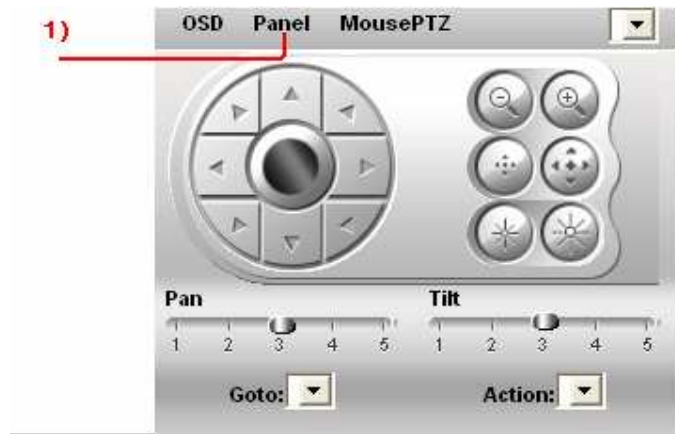 1)
OSD Panel MousePTZ
Pan Tilt
1 2 3 4 5 1 2 3 4 5
Goto: Action: